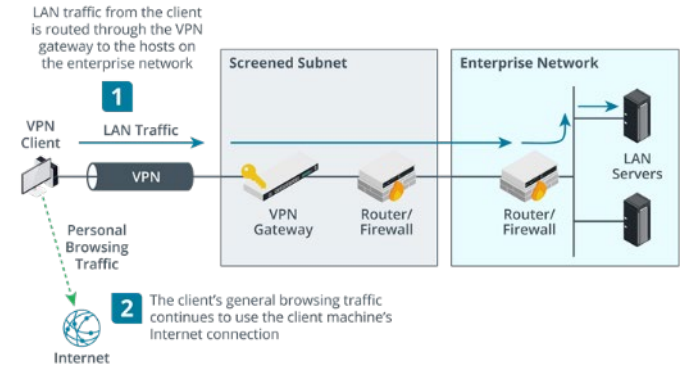 LAN traffic from the client
is routed through the VPN
gateway to the hosts on
the enterprise network
1
Screened Subnet
Enterprise Network
VPN
Client
LAN Traffic
VPN
VPN
Gateway
Router/
Firewall
Router/
Firewall
LAN
Servers
Personal
Browsing
Traffic
2
The client's general browsing traffic
continues to use the client machine's
Internet connection
Internet